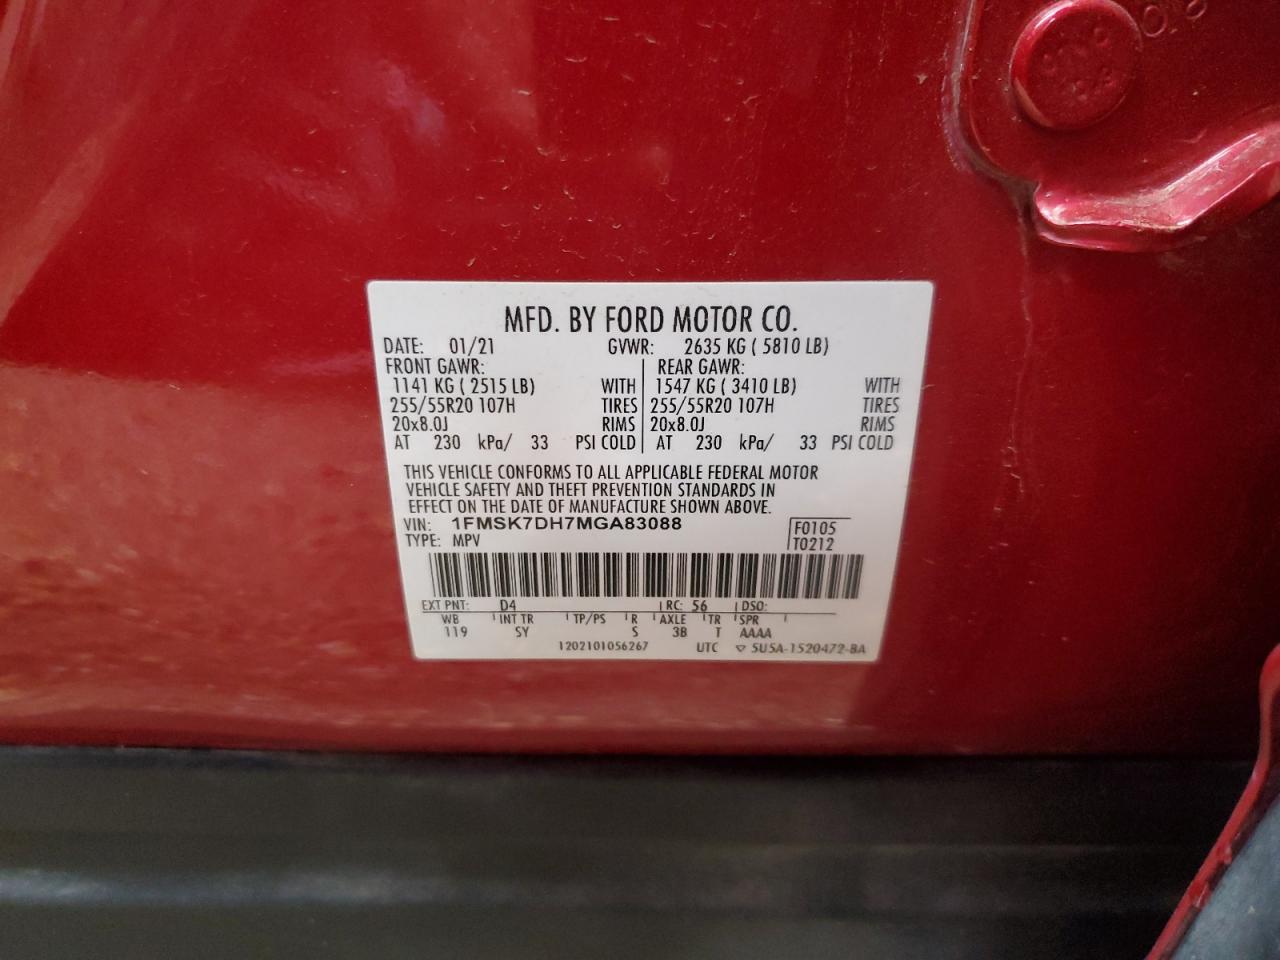 MFD. BY FORD MOTOR CO.
DATE: 01/21 GVWR: 2635 KG ( 5810 LB)
FRONT GAWR: REAR GAWR:
1141 KG ( 2515 LB) WITH 1547 KG ( 3410 LB) WITH
255/55R20 107H TIRES 255/55R20 107H TIRES
20x8.0J RIMS 20x8.0J RIMS
AT 230 kPa/ 33 PSI COLD AT 230 kPa/ 33 PSI COLD
THIS VEHICLE CONFORMS TO ALL APPLICABLE FEDERAL MOTOR
VEHICLE SAFETY AND THEFT PREVENTION STANDARDS IN
EFFECT ON THE DATE OF MANUFACTURE SHOWN ABOVE.
VIN: 1FMSK7DH7MGA83088 F0105
TYPE: MPV T0212
EXT PNT: D4 RC: 56 DSO:
WB INT TR TP/PS R AXLE TR SPR
119 SY S 3B T AAAA
1202101056267 UTC ▽ 5U5A-1520472-BA